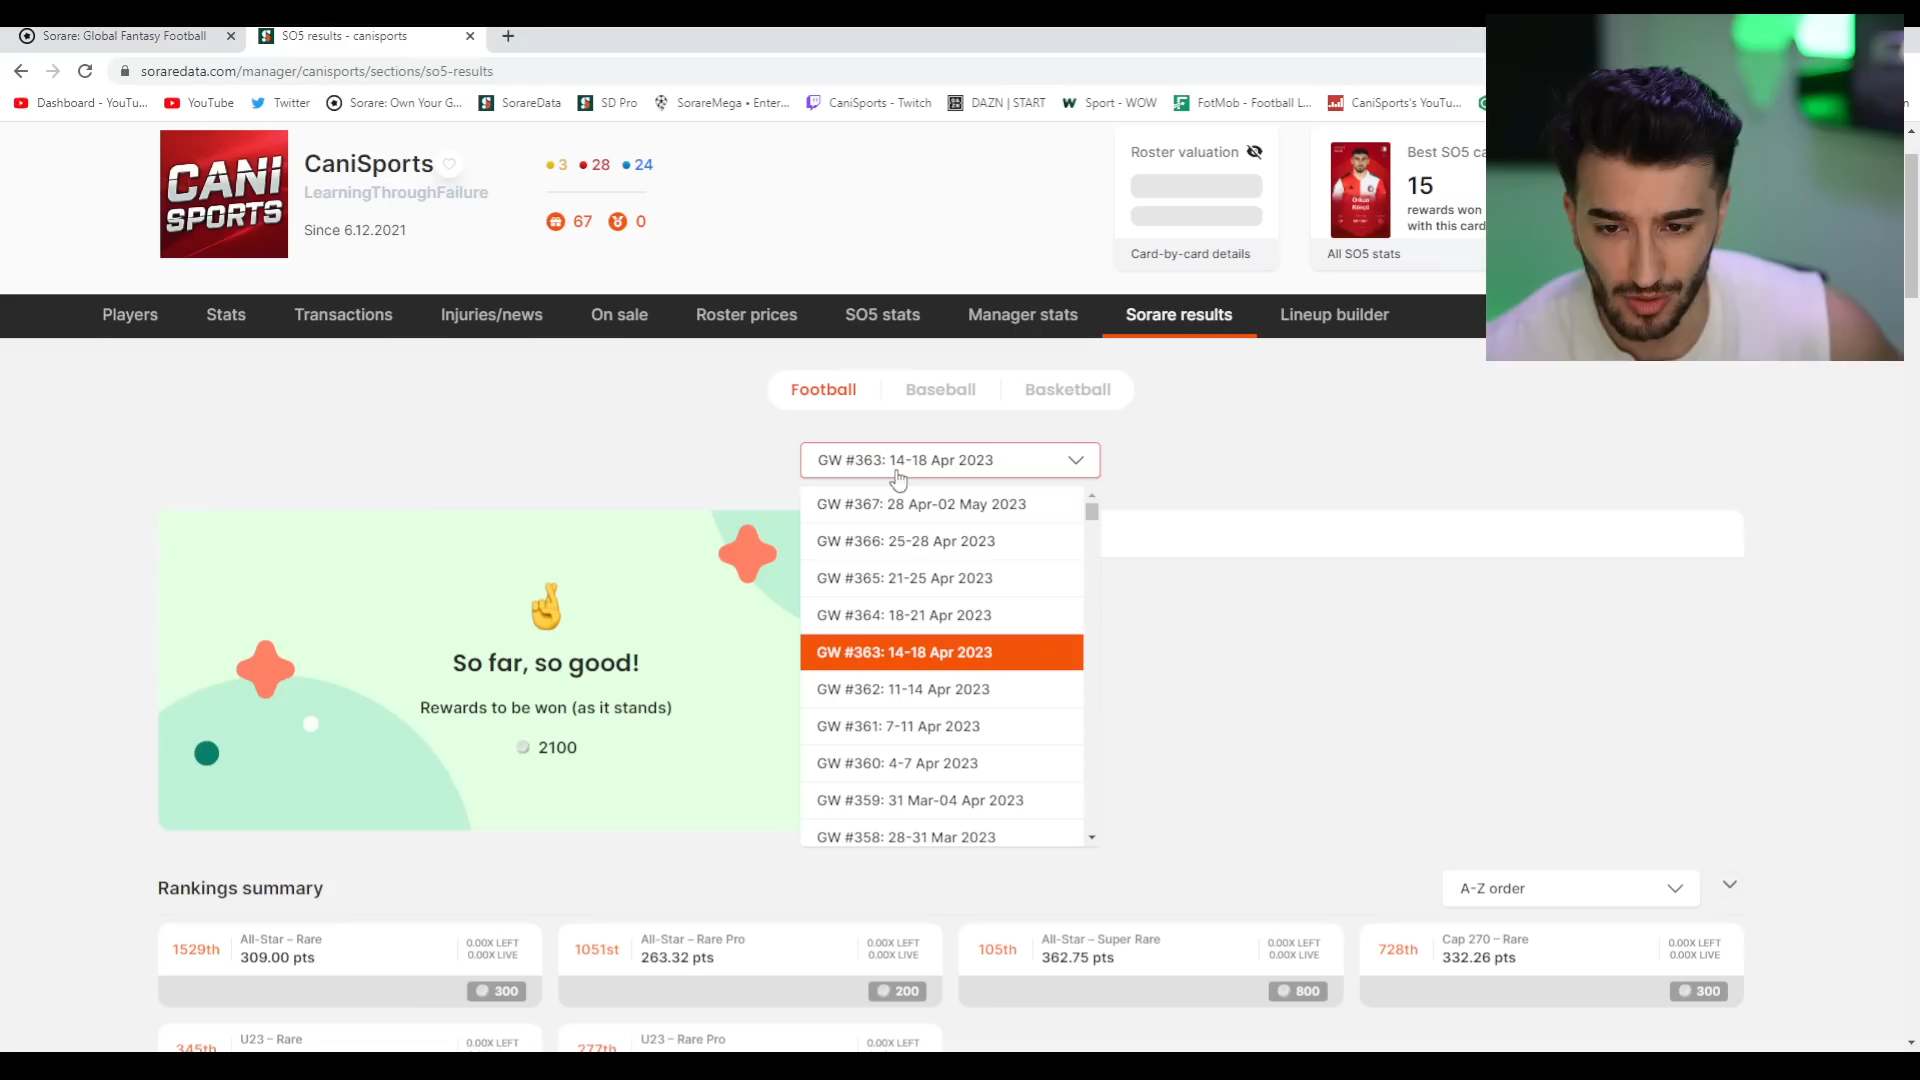 Sorare: Global Fantasy Football
SO5 results - canisports
soraredata.com/manager/canisports/sections/so5-results
Dashboard - YouTu...
YouTube
Twitter
Sorare: Own Your G...
SorareData
SD Pro
SorareMega • Enter...
CaniSports - Twitch
DAZN | START
Sport - WOW
FotMob - Football L...
CaniSports's YouTu...
CANI
SPORTS
CaniSports
LearningThroughFailure
Since 6.12.2021
3 28 24
67 0
Roster valuation
Card-by-card details
Best SO5 ca
15
rewards won
with this card
All SO5 stats
Players
Stats
Transactions
Injuries/news
On sale
Roster prices
SO5 stats
Manager stats
Sorare results
Lineup builder
Football
Baseball
Basketball
GW #363: 14-18 Apr 2023
GW #367: 28 Apr-02 May 2023
GW #366: 25-28 Apr 2023
GW #365: 21-25 Apr 2023
GW #364: 18-21 Apr 2023
GW #363: 14-18 Apr 2023
GW #362: 11-14 Apr 2023
GW #361: 7-11 Apr 2023
GW #360: 4-7 Apr 2023
GW #359: 31 Mar-04 Apr 2023
GW #358: 28-31 Mar 2023
So far, so good!
Rewards to be won (as it stands)
2100
Rankings summary
A-Z order
1529th
All-Star – Rare
309.00 pts
0.00X LEFT
0.00X LIVE
300
1051st
All-Star – Rare Pro
263.32 pts
0.00X LEFT
0.00X LIVE
200
105th
All-Star – Super Rare
362.75 pts
0.00X LEFT
0.00X LIVE
800
728th
Cap 270 – Rare
332.26 pts
0.00X LEFT
0.00X LIVE
300
345th
U23 – Rare
0.00X LEFT
277th
U23 – Rare Pro
0.00X LEFT